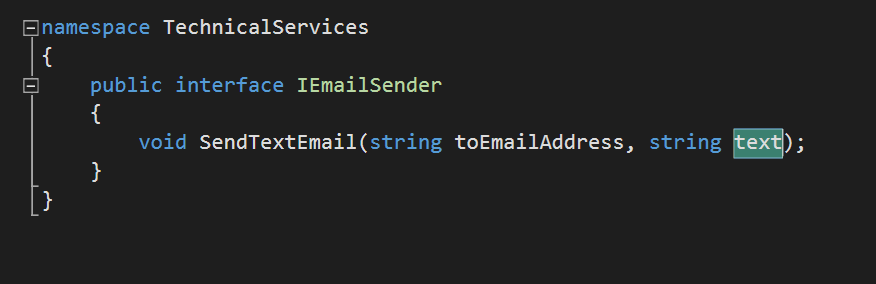 namespace TechnicalServices
{
    public interface IEmailSender
    {
        void SendTextEmail(string toEmailAddress, string text);
    }
}